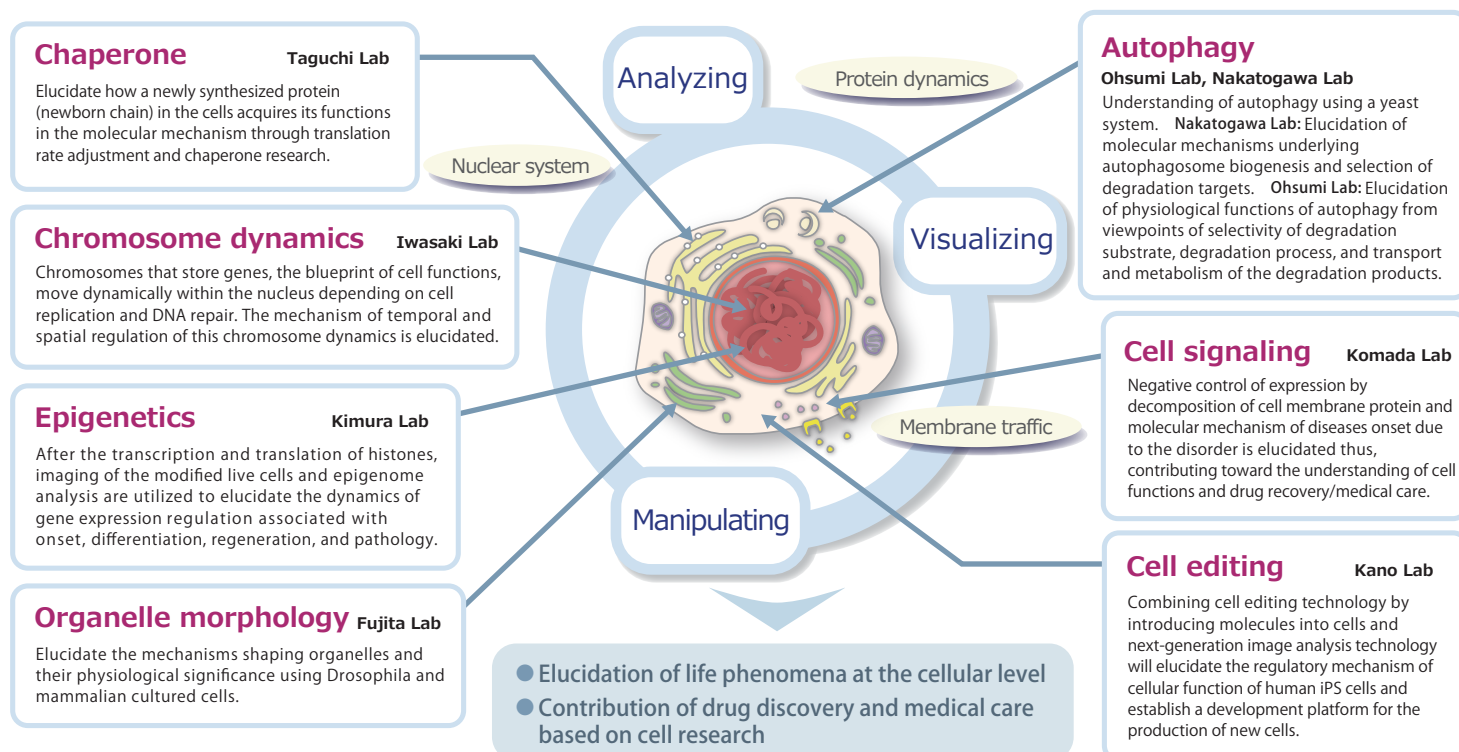 Chaperone
Taguchi Lab
Elucidate how a newly synthesized protein
(newborn chain) in the cells acquires its functions
in the molecular mechanism through translation
rate adjustment and chaperone research.
Chromosome dynamics
Iwasaki Lab
Chromosomes that store genes, the blueprint of cell functions,
move dynamically within the nucleus depending on cell
replication and DNA repair. The mechanism of temporal and
spatial regulation of this chromosome dynamics is elucidated.
Epigenetics
Kimura Lab
After the transcription and translation of histones,
imaging of the modified live cells and epigenome
analysis are utilized to elucidate the dynamics of
gene expression regulation associated with
onset, differentiation, regeneration, and pathology.
Organelle morphology Fujita Lab
Elucidate the mechanisms shaping organelles and
their physiological significance using Drosophila and
mammalian cultured cells.
Analyzing
Protein dynamics
Nuclear system
Visualizing
Membrane traffic
Manipulating
● Elucidation of life phenomena at the cellular level
● Contribution of drug discovery and medical care
based on cell research
Autophagy
Ohsumi Lab, Nakatogawa Lab
Understanding of autophagy using a yeast
system. Nakatogawa Lab: Elucidation of
molecular mechanisms underlying
autophagosome biogenesis and selection of
degradation targets. Ohsumi Lab: Elucidation
of physiological functions of autophagy from
viewpoints of selectivity of degradation
substrate, degradation process, and transport
and metabolism of the degradation products.
Cell signaling
Komada Lab
Negative control of expression by
decomposition of cell membrane protein and
molecular mechanism of diseases onset due
to the disorder is elucidated thus,
contributing toward the understanding of cell
functions and drug recovery/medical care.
Cell editing
Kano Lab
Combining cell editing technology by
introducing molecules into cells and
next-generation image analysis technology
will elucidate the regulatory mechanism of
cellular function of human iPS cells and
establish a development platform for the
production of new cells.